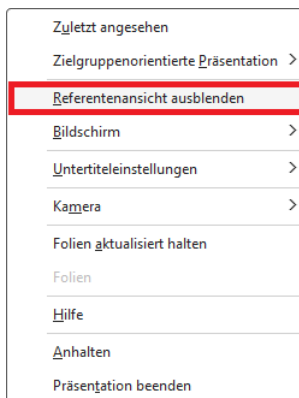 Zuletzt angesehen
Zielgruppenorientierte Präsentation
Referentenansicht ausblenden
Bildschirm
Untertiteleinstellungen
Kamera
Folien aktualisiert halten
Folien
Hilfe
Anhalten
Präsentation beenden